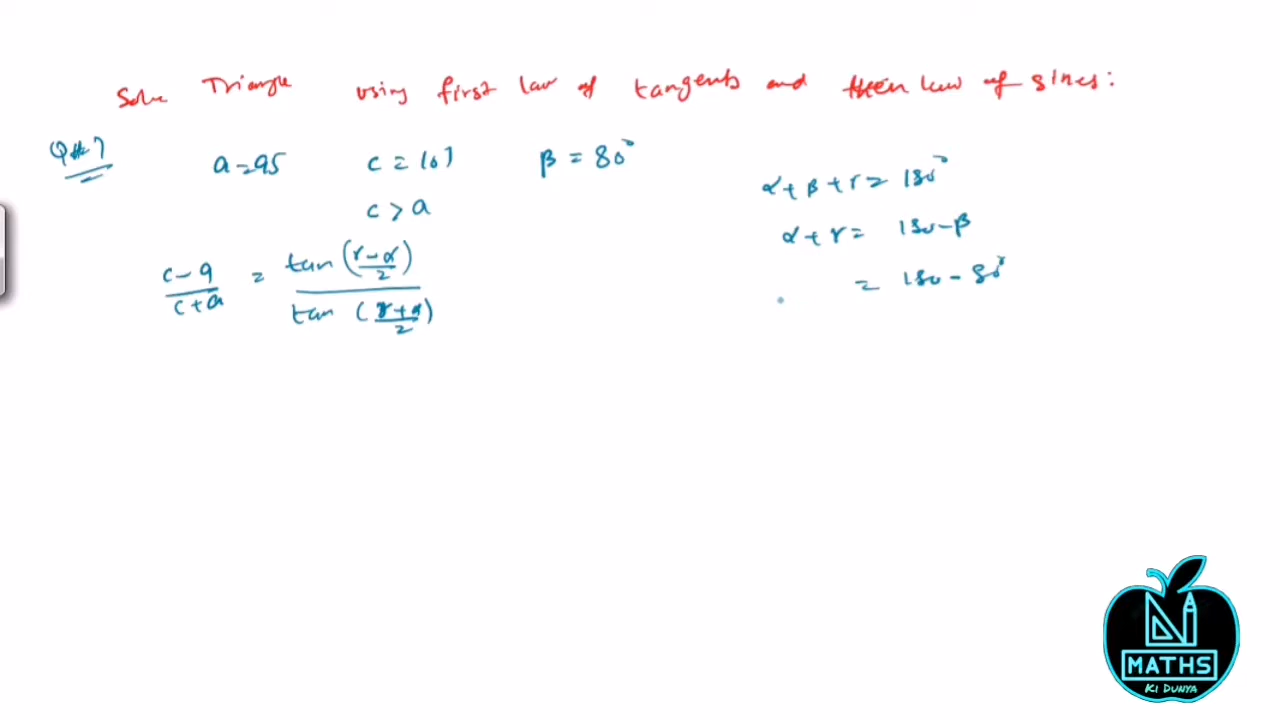 Solve Triangle using first law of tangents and then law of sines:
Q#7 a=95 c=103 β=80°
c>a
(c-a)/(c+a) = tan((γ-α)/2)/tan((γ+α)/2)
α+β+γ=180°
α+γ=180-β
=180-80°
MATHS
KI DUNYA